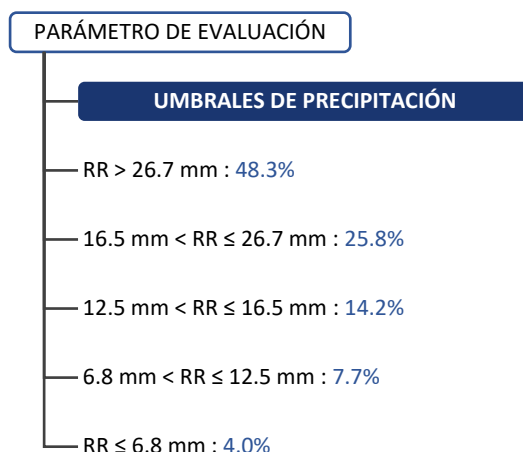 PARÁMETRO DE EVALUACIÓN
UMBRALES DE PRECIPITACIÓN
RR > 26.7 mm : 48.3%
16.5 mm < RR ≤ 26.7 mm : 25.8%
12.5 mm < RR ≤ 16.5 mm : 14.2%
6.8 mm < RR ≤ 12.5 mm : 7.7%
RR ≤ 6.8 mm : 4.0%